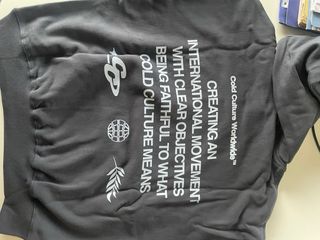 Cold Culture Worldwide™
CREATING AN
INTERNATIONAL MOVEMENT
WITH CLEAR OBJECTIVES
BEING FAITHFUL TO WHAT
COLD CULTURE MEANS